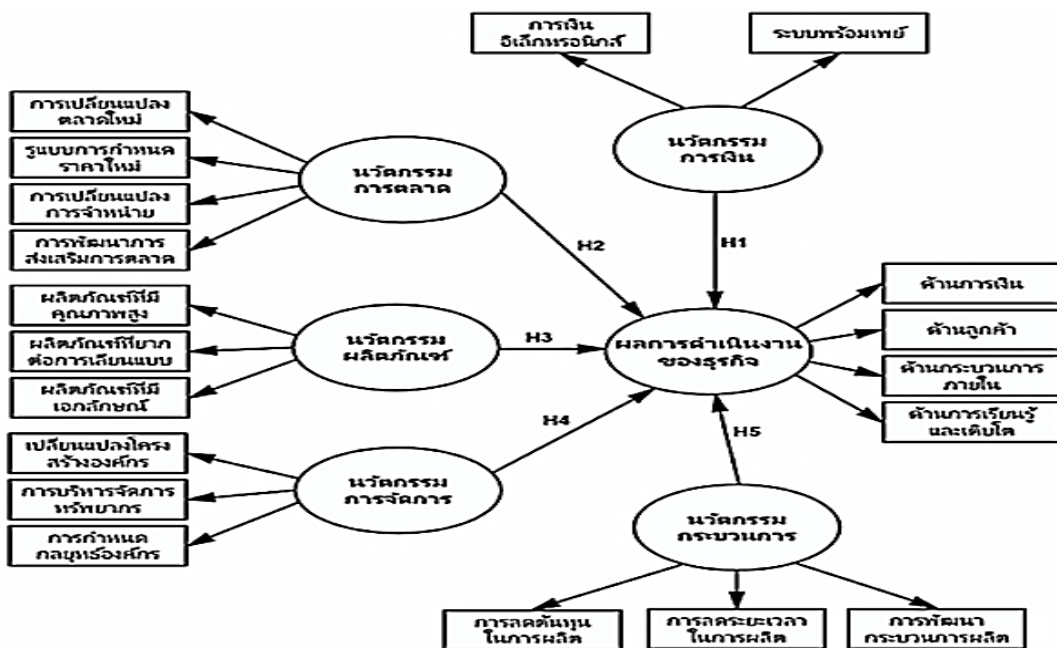 การเงิน
อิเล็กทรอนิกส์
ระบบพร้อมเพย์
การเปลี่ยนแปลง
ตลาดใหม่
รูแบบการกำหนด
ราคาใหม่
การเปลี่ยนแปลง
การจำหน่าย
การพัฒนาการ
ส่งเสริมการตลาด
นวัตกรรม
การตลาด
นวัตกรรม
การเงิน
H2
H1
ผลิตภัณฑ์ที่มี
คุณภาพสูง
ผลิตภัณฑ์ที่ยาก
ต่อการเลียนแบบ
ผลิตภัณฑ์ที่มี
เอกลักษณ์
นวัตกรรม
ผลิตภัณฑ์
H3
ผลการดำเนินงาน
ของธุรกิจ
ด้านการเงิน
ด้านลูกค้า
ด้านกระบวนการ
ภายใน
ด้านการเรียนรู้
และเติบโต
เปลี่ยนแปลงโครง
สร้างองค์กร
การบริหารจัดการ
ทรัพยากร
การกำหนด
กลยุทธ์องค์กร
นวัตกรรม
การจัดการ
H4
H5
นวัตกรรม
กระบวนการ
การลดต้นทุน
ในการผลิต
การลดระยะเวลา
ในการผลิต
การพัฒนา
กระบวนการผลิต